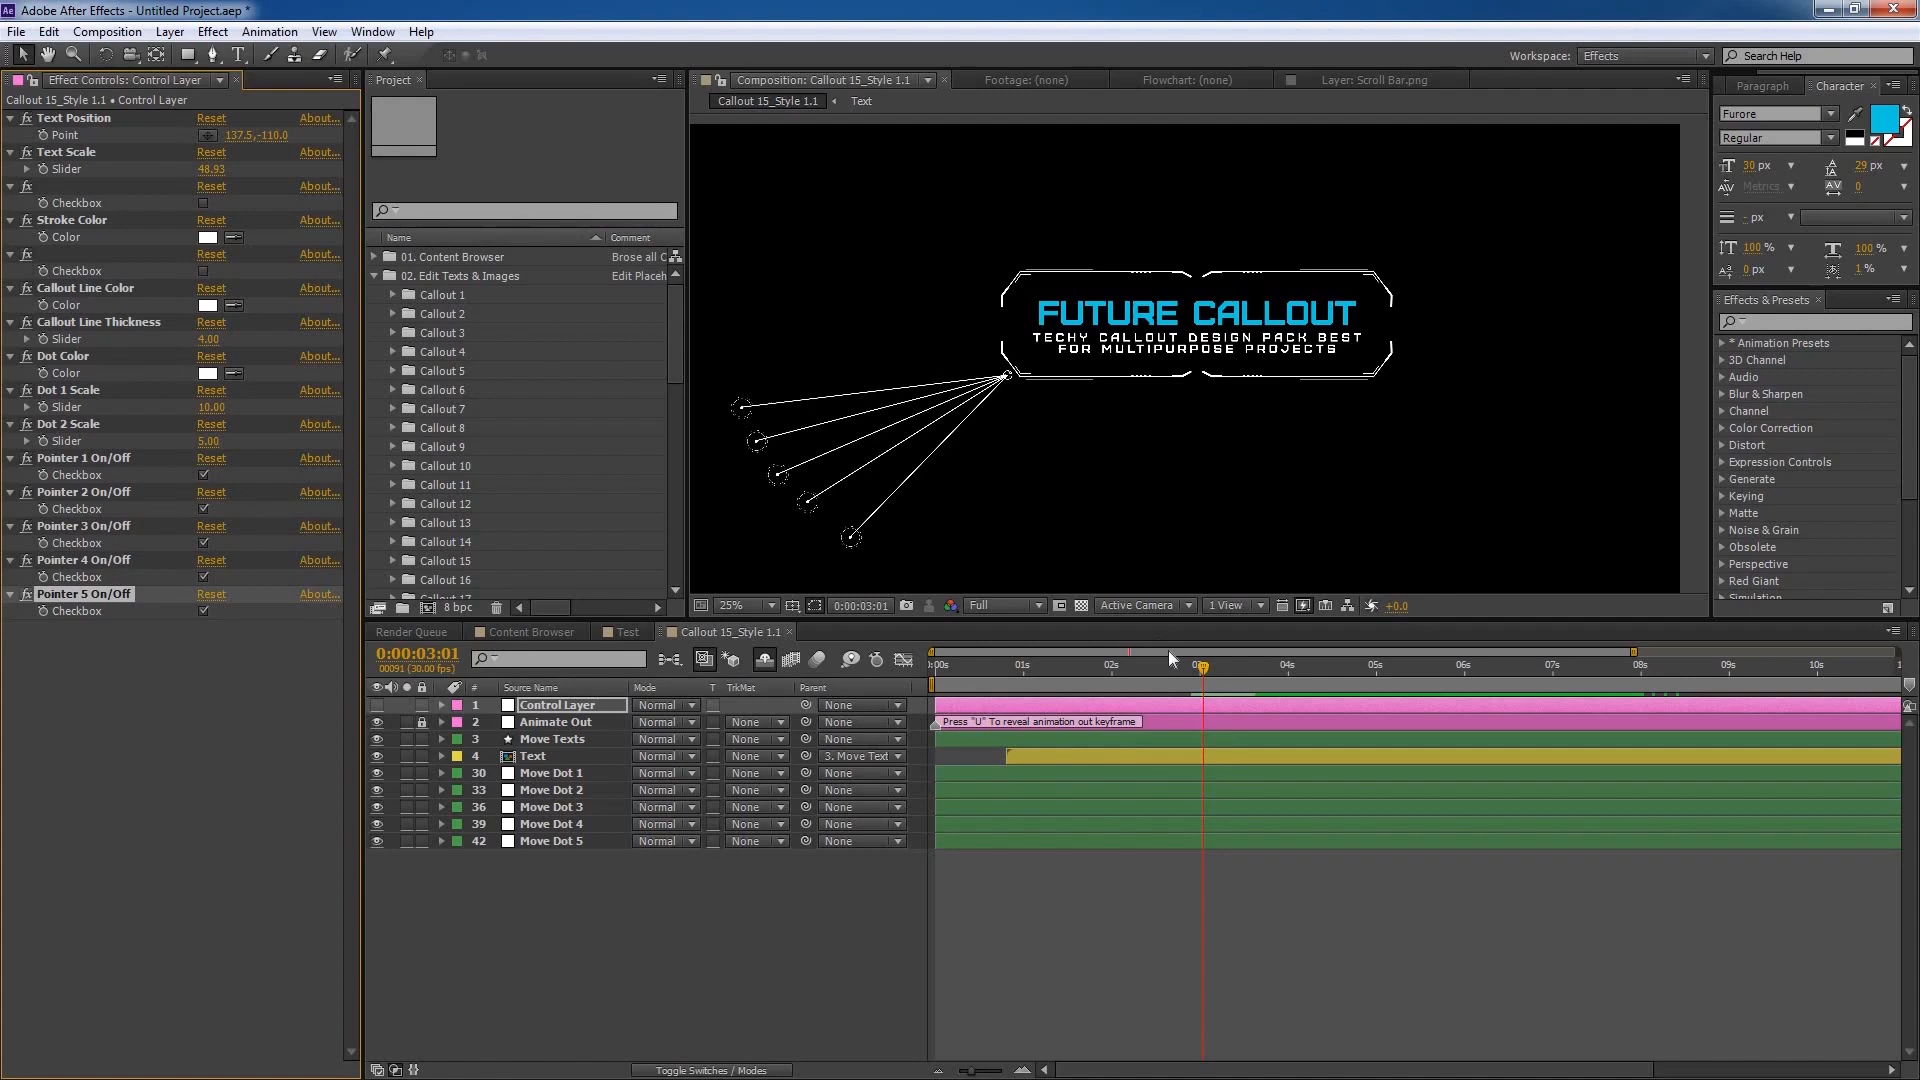 Adobe After Effects - Untitled Project.aep *
File Edit Composition Layer Effect Animation View Window Help
Workspace: Effects Search Help
Effect Controls: Control Layer
Callout 15_Style 1.1 • Control Layer
fx Text Position Reset About...
Point 137.5,-110.0
fx Text Scale Reset About...
Slider 48.93
fx Reset About...
Checkbox
fx Stroke Color Reset About...
Color
fx Reset About...
Checkbox
fx Callout Line Color Reset About...
Color
fx Callout Line Thickness Reset About...
Slider 4.00
fx Dot Color Reset About...
Color
fx Dot 1 Scale Reset About...
Slider 10.00
fx Dot 2 Scale Reset About...
Slider 5.00
fx Pointer 1 On/Off Reset About...
Checkbox
fx Pointer 2 On/Off Reset About...
Checkbox
fx Pointer 3 On/Off Reset About...
Checkbox
fx Pointer 4 On/Off Reset About...
Checkbox
fx Pointer 5 On/Off Reset About...
Checkbox
Project
Name Comment
01. Content Browser Brose all C
02. Edit Texts & Images Edit Placeh
Callout 1
Callout 2
Callout 3
Callout 4
Callout 5
Callout 6
Callout 7
Callout 8
Callout 9
Callout 10
Callout 11
Callout 12
Callout 13
Callout 14
Callout 15
Callout 16
8 bpc
Composition: Callout 15_Style 1.1 Footage: (none) Flowchart: (none) Layer: Scroll Bar.png
Callout 15_Style 1.1 Text
FUTURE CALLOUT
TECHY CALLOUT DESIGN PACK BEST
FOR MULTIPURPOSE PROJECTS
25% 0:00:03:01 Full Active Camera 1 View +0.0
Paragraph Character
Furore
Regular
30 px 29 px
Metrics 0
- px
100 % 100 %
0 px 1 %
Effects & Presets
* Animation Presets
3D Channel
Audio
Blur & Sharpen
Channel
Color Correction
Distort
Expression Controls
Generate
Keying
Matte
Noise & Grain
Obsolete
Perspective
Red Giant
Simulation
Render Queue Content Browser Test Callout 15_Style 1.1
0:00:03:01
00091 (30.00 fps)
# Source Name Mode T TrkMat Parent
1 Control Layer Normal None
2 Animate Out Normal None None
3 Move Texts Normal None None
4 Text Normal None 3. Move Text
30 Move Dot 1 Normal None None
33 Move Dot 2 Normal None None
36 Move Dot 3 Normal None None
39 Move Dot 4 Normal None None
42 Move Dot 5 Normal None None
:00s 01s 02s 04s 05s 06s 07s 08s 09s 10s
Press "U" To reveal animation out keyframe
Toggle Switches / Modes